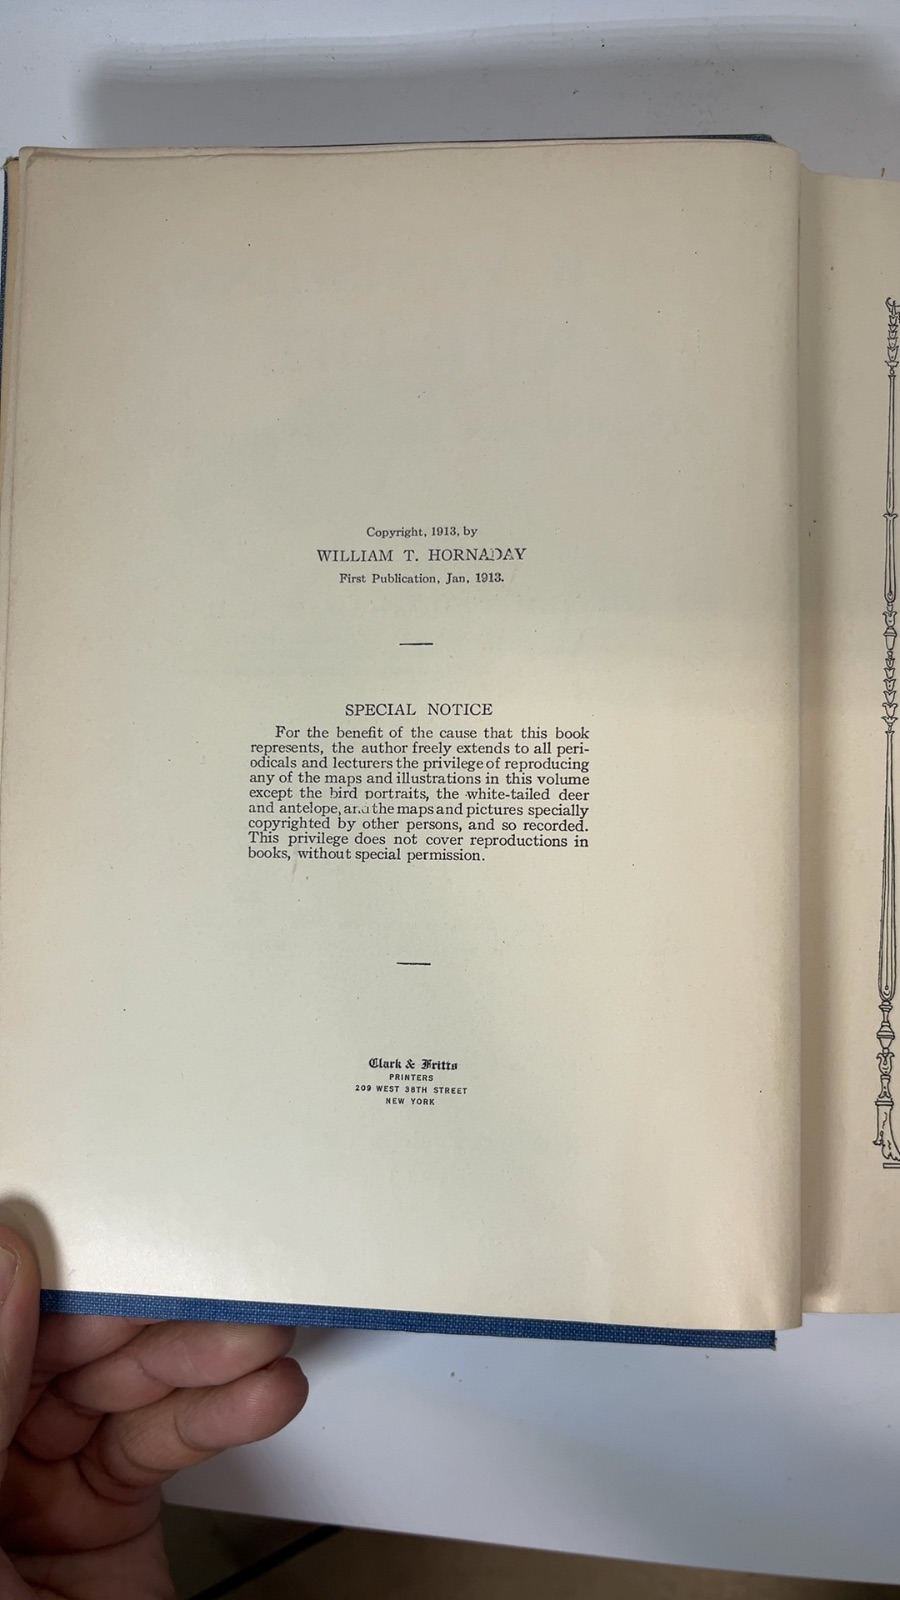 Copyright, 1913, by
WILLIAM T. HORNADAY
First Publication, Jan, 1913.
SPECIAL NOTICE
For the benefit of the cause that this book
represents, the author freely extends to all peri-
odicals and lecturers the privilege of reproducing
any of the maps and illustrations in this volume
except the bird portraits, the white-tailed deer
and antelope, and the maps and pictures specially
copyrighted by other persons, and so recorded.
This privilege does not cover reproductions in
books, without special permission.
Clark & Fritts
PRINTERS
209 WEST 38TH STREET
NEW YORK